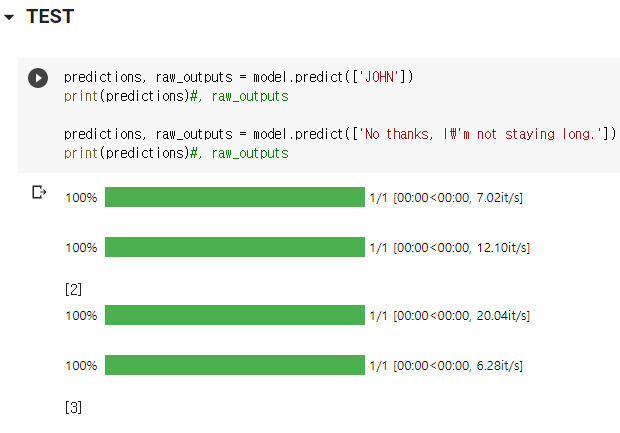 TEST
predictions, raw_outputs = model.predict(['JOHN'])
print(predictions)#, raw_outputs
predictions, raw_outputs = model.predict(['No thanks, I₩'m not staying long.'])
print(predictions)#, raw_outputs
100% 1/1 [00:00<00:00, 7.02it/s]
100% 1/1 [00:00<00:00, 12.10it/s]
[2]
100% 1/1 [00:00<00:00, 20.04it/s]
100% 1/1 [00:00<00:00, 6.28it/s]
[3]